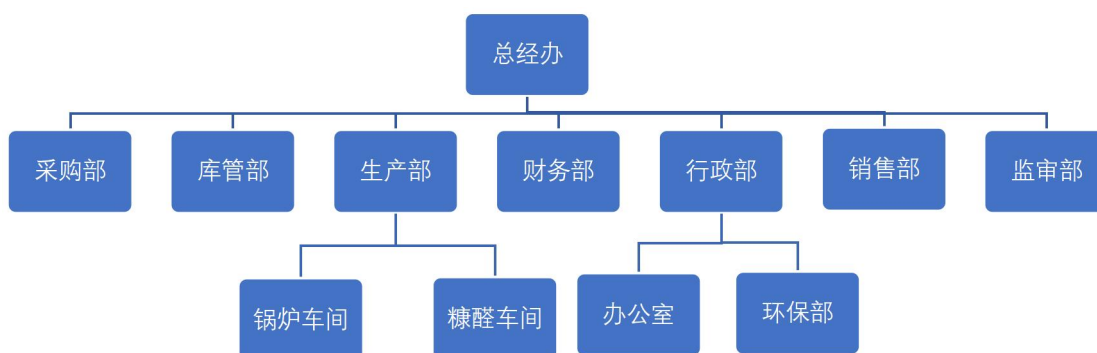 总经办
采购部
库管部
生产部
财务部
行政部
销售部
监审部
锅炉车间
糠醛车间
办公室
环保部